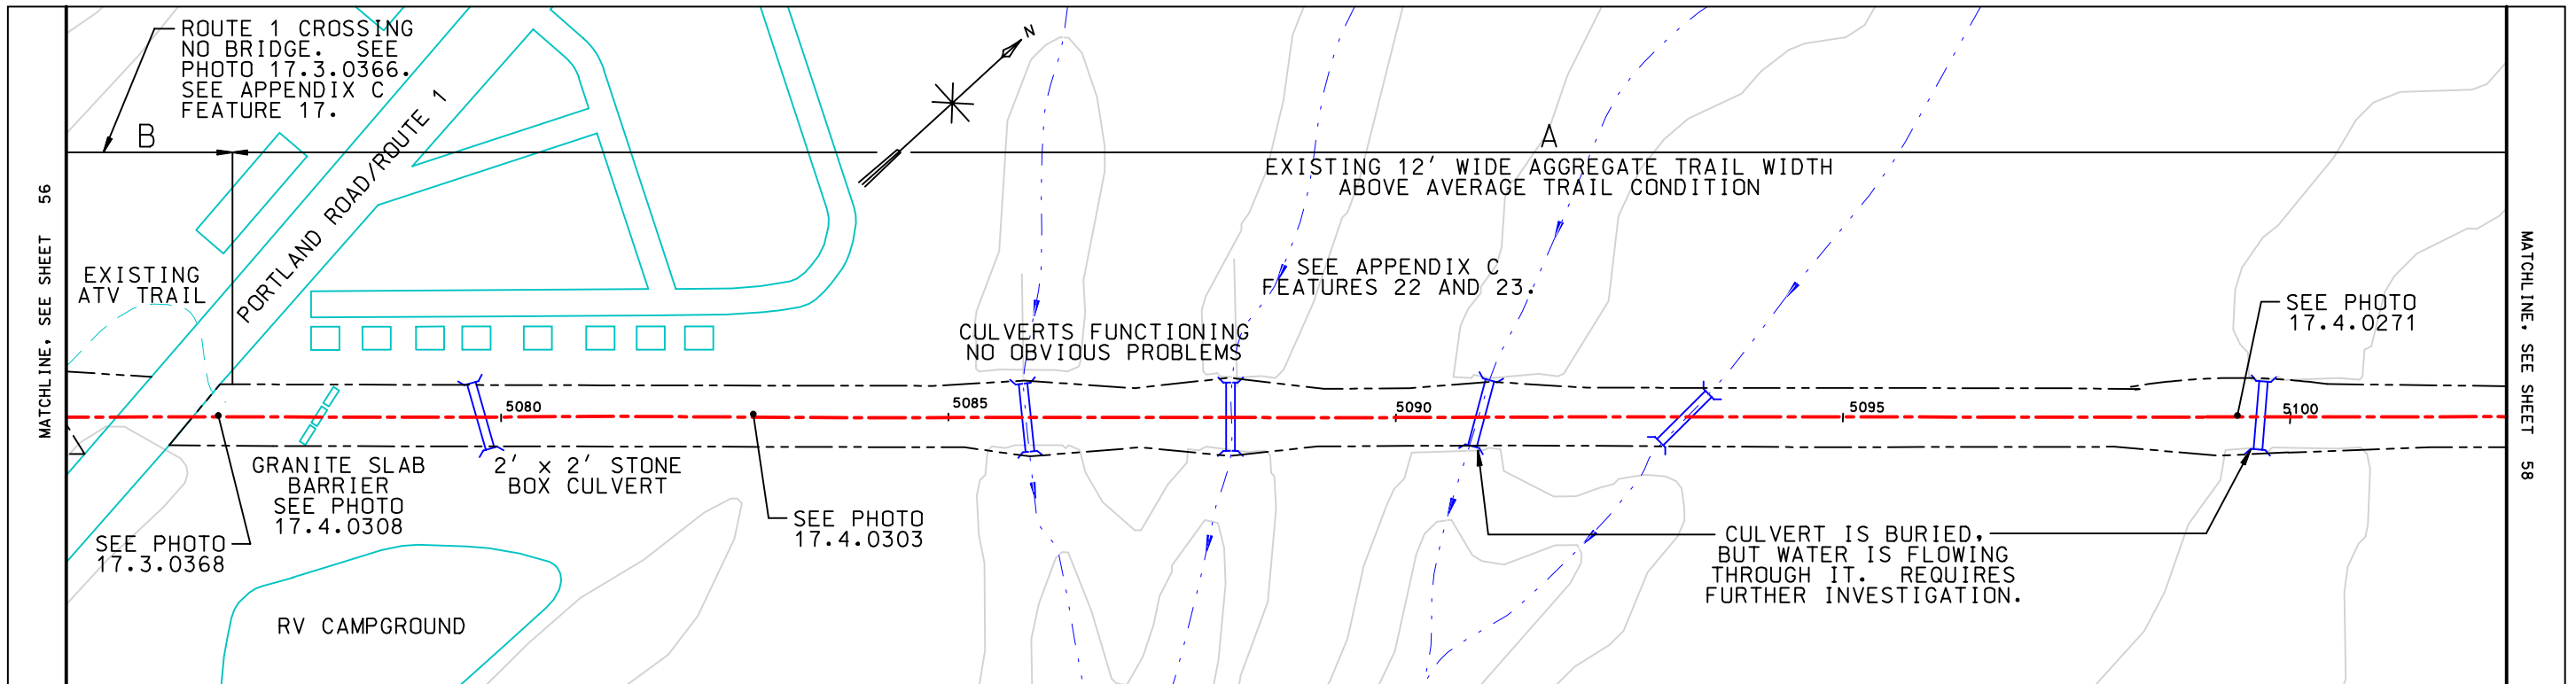 ROUTE 1 CROSSING
NO BRIDGE. SEE
PHOTO 17.3.0366.
SEE APPENDIX C
FEATURE 17.
B
PORTLAND ROAD/ROUTE 1
N
A
EXISTING 12' WIDE AGGREGATE TRAIL WIDTH
ABOVE AVERAGE TRAIL CONDITION
MATCHLINE, SEE SHEET 56
EXISTING
ATV TRAIL
SEE APPENDIX C
FEATURES 22 AND 23.
CULVERTS FUNCTIONING
NO OBVIOUS PROBLEMS
SEE PHOTO
17.4.0271
MATCHLINE, SEE SHEET 58
5080
5085
5090
5095
5100
GRANITE SLAB
BARRIER
SEE PHOTO
17.4.0308
2' x 2' STONE
BOX CULVERT
SEE PHOTO
17.4.0303
SEE PHOTO
17.3.0368
CULVERT IS BURIED,
BUT WATER IS FLOWING
THROUGH IT. REQUIRES
FURTHER INVESTIGATION.
RV CAMPGROUND